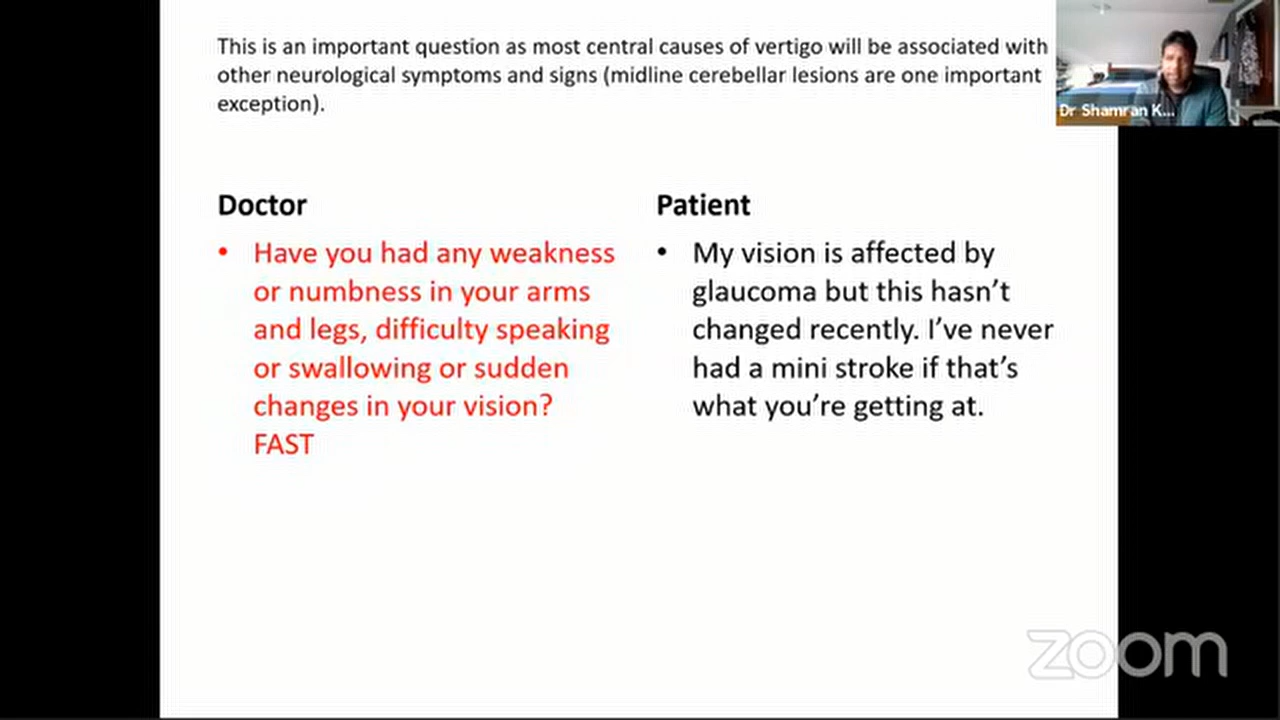 This is an important question as most central causes of vertigo will be associated with
other neurological symptoms and signs (midline cerebellar lesions are one important
exception).
Dr Shamran K...
Doctor
• Have you had any weakness
or numbness in your arms
and legs, difficulty speaking
or swallowing or sudden
changes in your vision?
FAST
Patient
• My vision is affected by
glaucoma but this hasn't
changed recently. I've never
had a mini stroke if that's
what you're getting at.
zoom